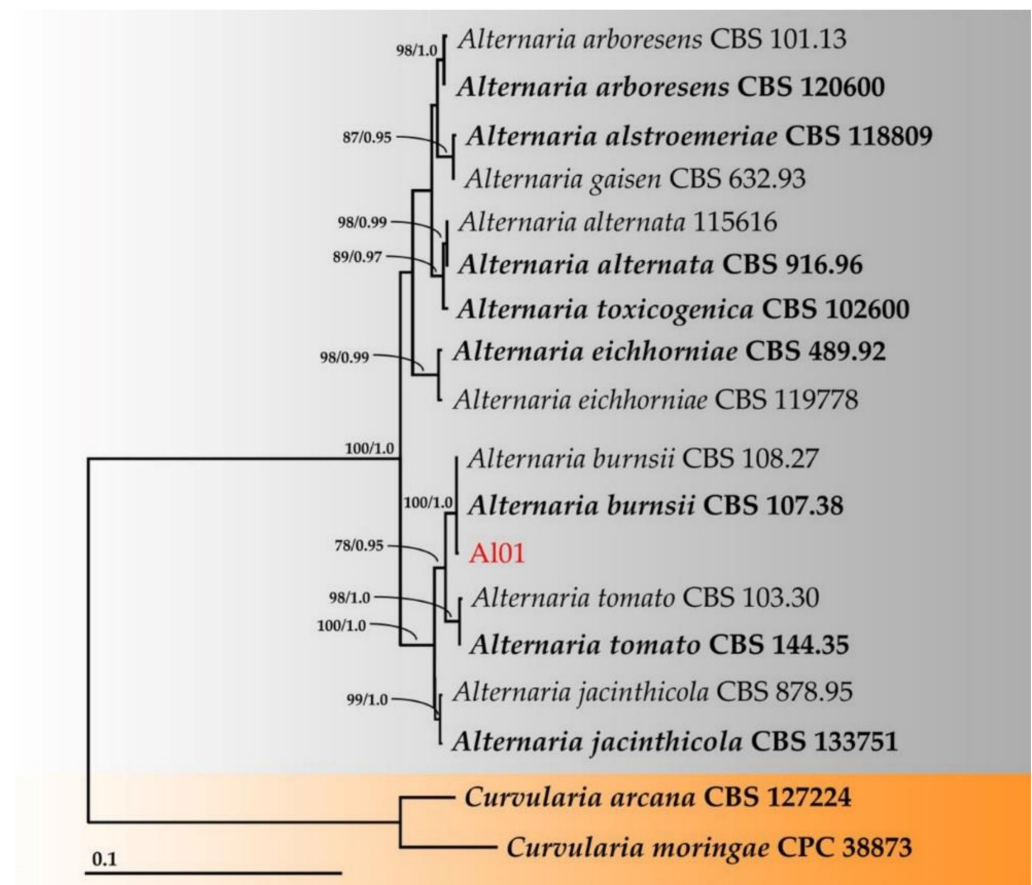 Alternaria arboresens CBS 101.13
98/1.0
Alternaria arboresens CBS 120600
87/0.95
Alternaria alstroemeriae CBS 118809
Alternaria gaisen CBS 632.93
98/0.99
Alternaria alternata 115616
89/0.97
Alternaria alternata CBS 916.96
Alternaria toxicogenica CBS 102600
98/0.99
Alternaria eichhorniae CBS 489.92
Alternaria eichhorniae CBS 119778
100/1.0
Alternaria burnsii CBS 108.27
100/1.0
Alternaria burnsii CBS 107.38
78/0.95
Al01
98/1.0
Alternaria tomato CBS 103.30
100/1.0
Alternaria tomato CBS 144.35
99/1.0
Alternaria jacinthicola CBS 878.95
Alternaria jacinthicola CBS 133751
Curvularia arcana CBS 127224
Curvularia moringae CPC 38873
0.1